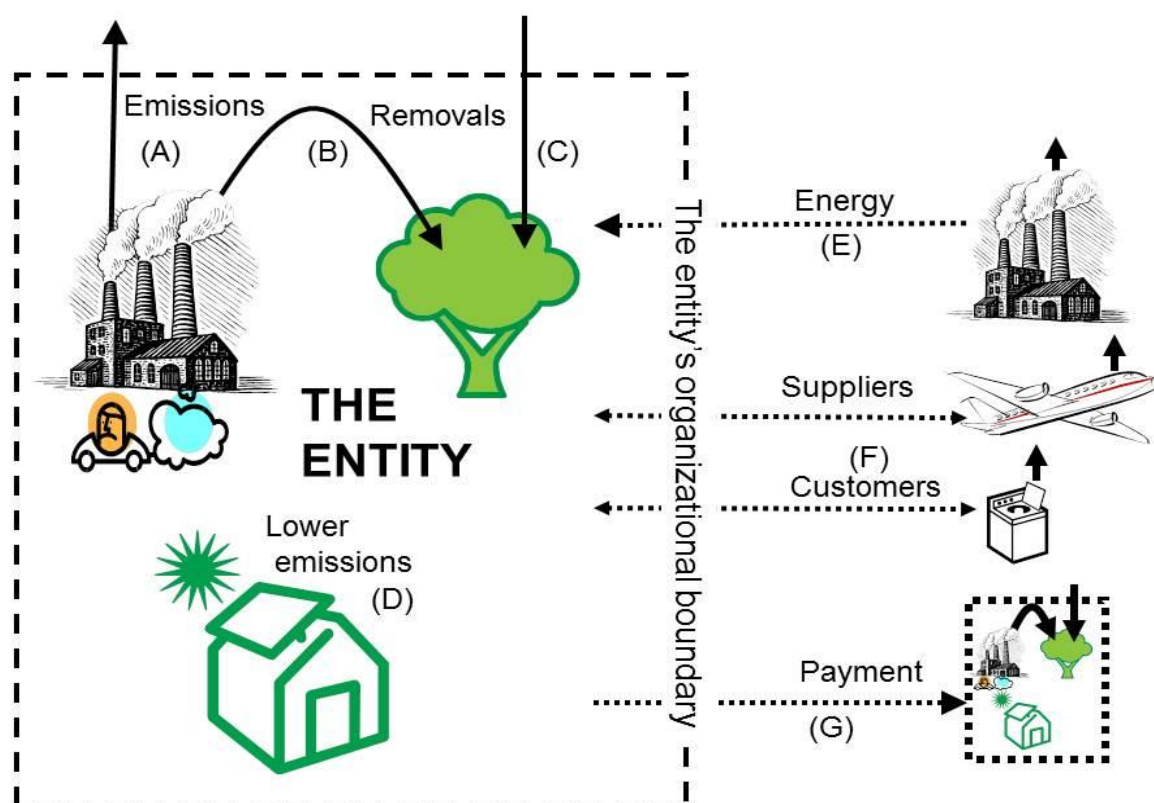 Emissions
(A)
(B)
Removals
(C)
THE
ENTITY
Lower
emissions
(D)
The entity's organizational boundary
Energy
(E)
Suppliers
(F)
Customers
Payment
(G)